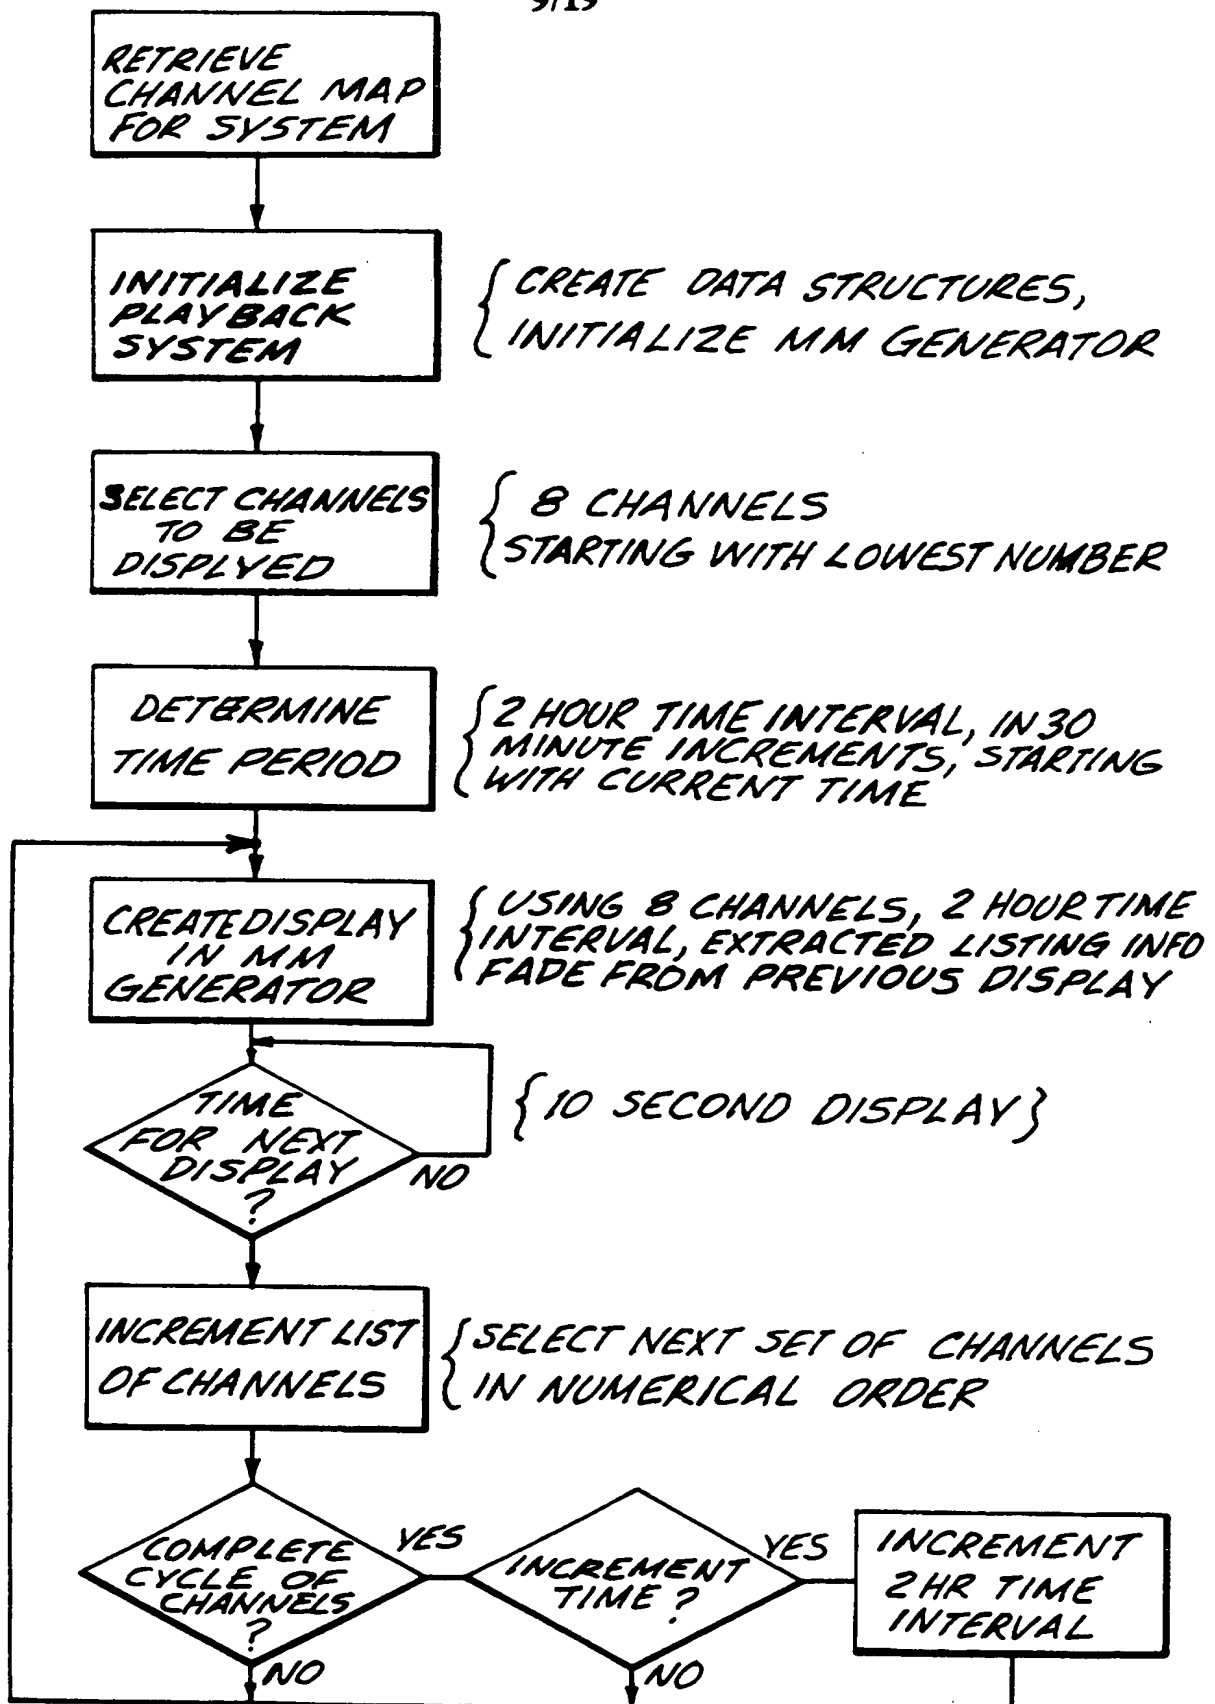 9/19
RETRIEVE
CHANNEL MAP
FOR SYSTEM
INITIALIZE
PLAYBACK
SYSTEM
{ CREATE DATA STRUCTURES,
INITIALIZE MM GENERATOR
SELECT CHANNELS
TO BE
DISPLYED
{ 8 CHANNELS
STARTING WITH LOWEST NUMBER
DETERMINE
TIME PERIOD
{ 2 HOUR TIME INTERVAL, IN 30
MINUTE INCREMENTS, STARTING
WITH CURRENT TIME
CREATE DISPLAY
IN MM
GENERATOR
{ USING 8 CHANNELS, 2 HOUR TIME
INTERVAL, EXTRACTED LISTING INFO
FADE FROM PREVIOUS DISPLAY
TIME
FOR NEXT
DISPLAY
?
NO
{ 10 SECOND DISPLAY }
INCREMENT LIST
OF CHANNELS
{ SELECT NEXT SET OF CHANNELS
IN NUMERICAL ORDER
COMPLETE
CYCLE OF
CHANNELS
?
YES
NO
INCREMENT
TIME ?
YES
NO
INCREMENT
2 HR TIME
INTERVAL